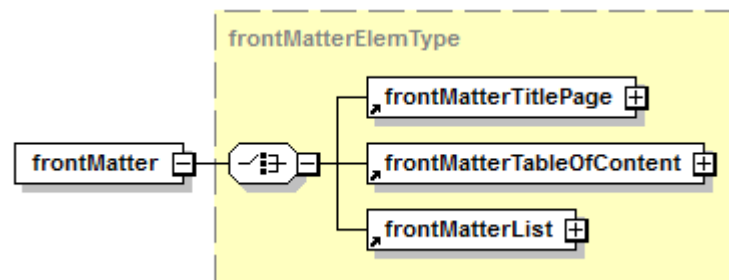 frontMatterElemType
frontMatterTitlePage
frontMatter
frontMatterTableOfContent
frontMatterList